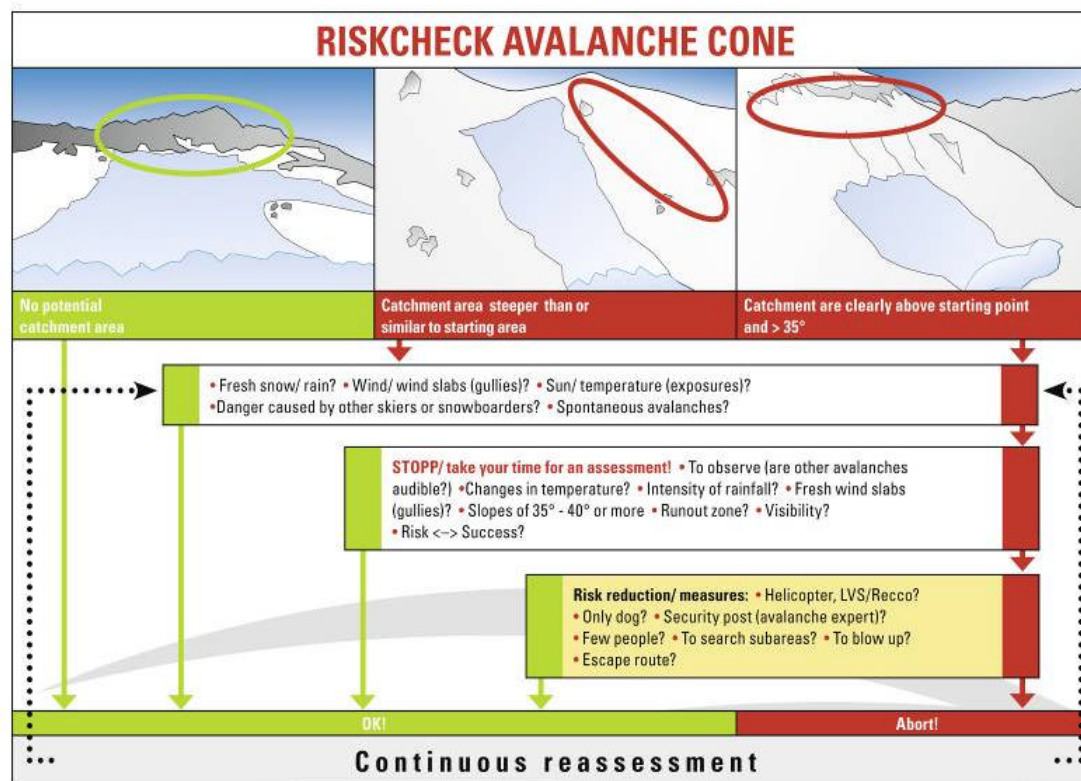 RISKCHECK AVALANCHE CONE
No potential
catchment area
Catchment area steeper than or
similar to starting area
Catchment are clearly above starting point
and > 35°
• Fresh snow/ rain? • Wind/ wind slabs (gullies)? • Sun/ temperature (exposures)?
•Danger caused by other skiers or snowboarders? • Spontaneous avalanches?
STOPP/ take your time for an assessment! • To observe (are other avalanches
audible?) •Changes in temperature? • Intensity of rainfall? • Fresh wind slabs
(gullies)? • Slopes of 35° - 40° or more • Runout zone? • Visibility?
• Risk <–> Success?
Risk reduction/ measures: • Helicopter, LVS/Recco?
• Only dog? • Security post (avalanche expert)?
• Few people? • To search subareas? • To blow up?
• Escape route?
OK!
Abort!
Continuous reassessment